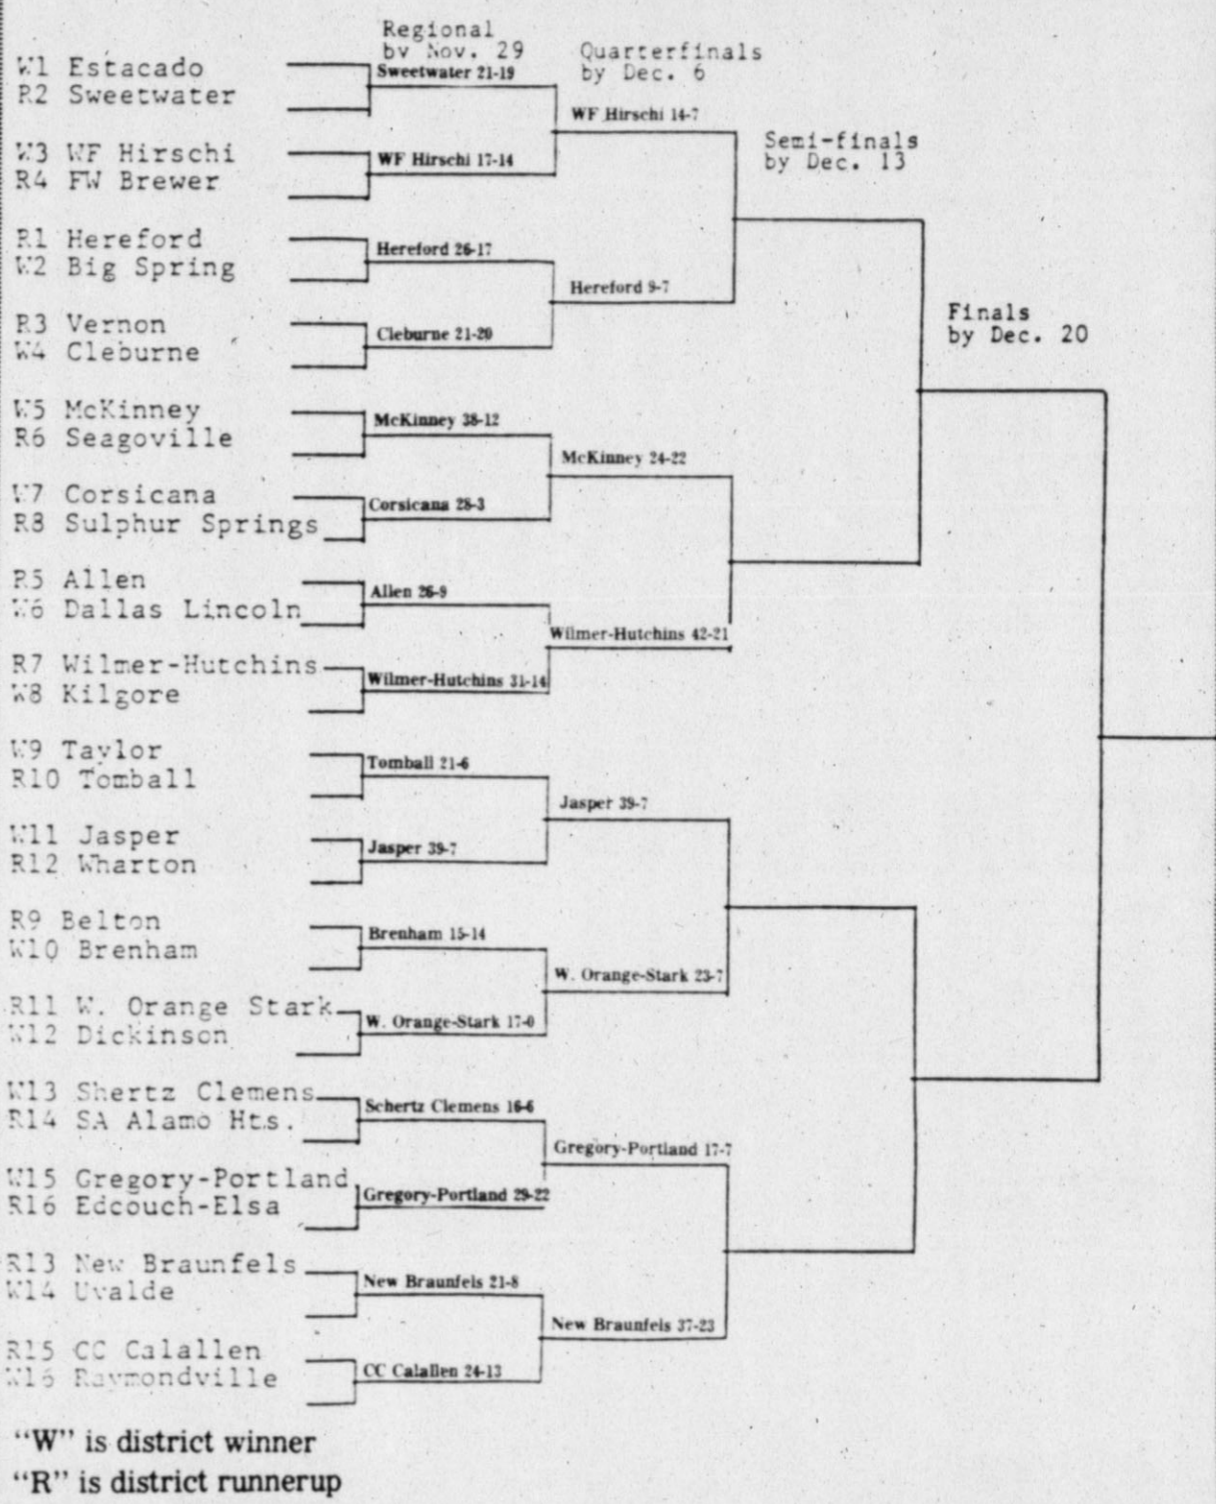 Regional
by Nov. 29
Quarterfinals
by Dec. 6
Semi-finals
by Dec. 13
Finals
by Dec. 20
W1 Estacado
R2 Sweetwater
Sweetwater 21-19
WF Hirschi 14-7
W3 WF Hirschi
R4 FW Brewer
WF Hirschi 17-14
R1 Hereford
W2 Big Spring
Hereford 26-17
Hereford 9-7
R3 Vernon
W4 Cleburne
Cleburne 21-20
W5 McKinney
R6 Seagoville
McKinney 38-12
McKinney 24-22
W7 Corsicana
R8 Sulphur Springs
Corsicana 28-3
R5 Allen
W6 Dallas Lincoln
Allen 26-9
Wilmer-Hutchins 42-21
R7 Wilmer-Hutchins
W8 Kilgore
Wilmer-Hutchins 31-14
W9 Taylor
R10 Tomball
Tomball 21-6
Jasper 39-7
W11 Jasper
R12 Wharton
Jasper 39-7
R9 Belton
W10 Brenham
Brenham 15-14
W. Orange-Stark 23-7
R11 W. Orange Stark
W12 Dickinson
W. Orange-Stark 17-0
W13 Shertz Clemens
R14 SA Alamo Hts.
Schertz Clemens 16-6
Gregory-Portland 17-7
W15 Gregory-Portland
R16 Edcouch-Elsa
Gregory-Portland 29-22
R13 New Braunfels
W14 Uvalde
New Braunfels 21-8
New Braunfels 37-23
R15 CC Calallen
W16 Raymondville
CC Calallen 24-13
"W" is district winner
"R" is district runnerup